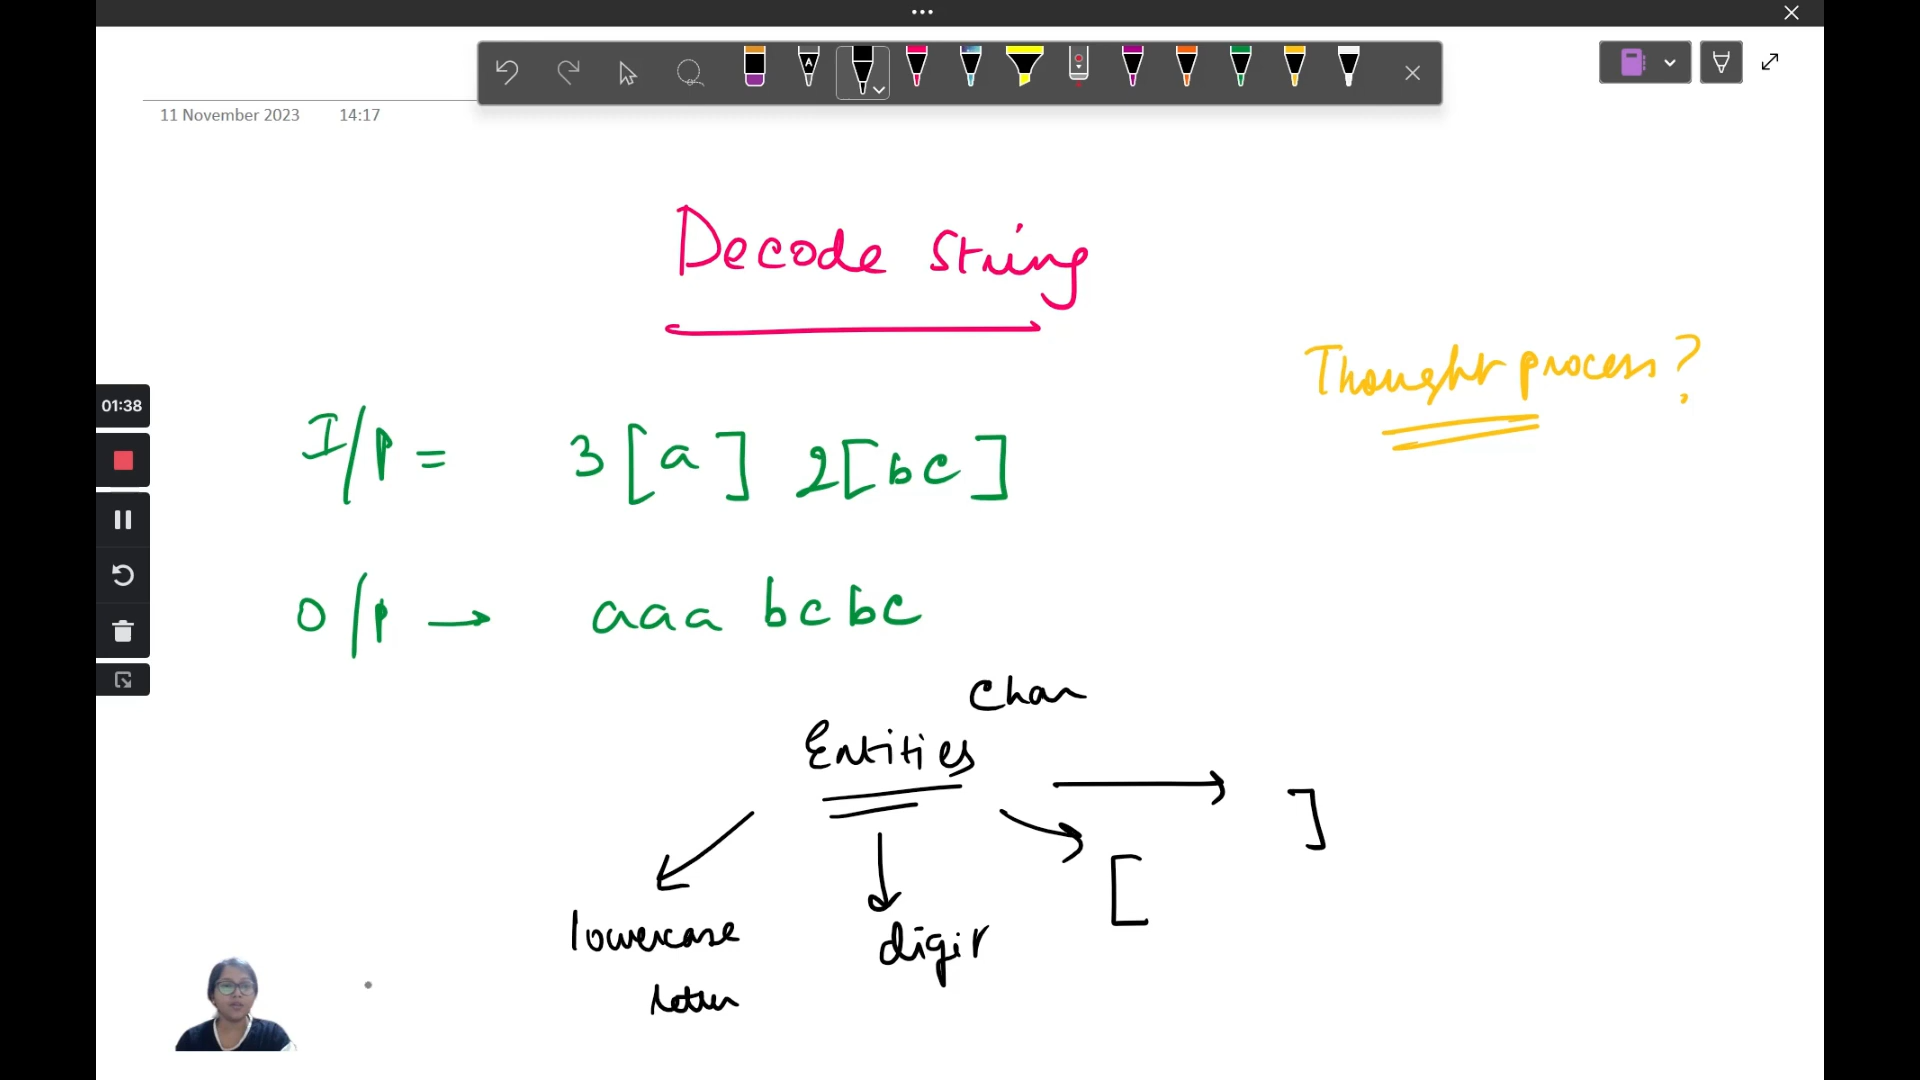 11 November 2023 14:17
Decode String
Thought process?
01:38
I/p = 3[a] 2[bc]
O/p → aaa bcbc
Char
Entities
]
[
lowercase
letter
digit